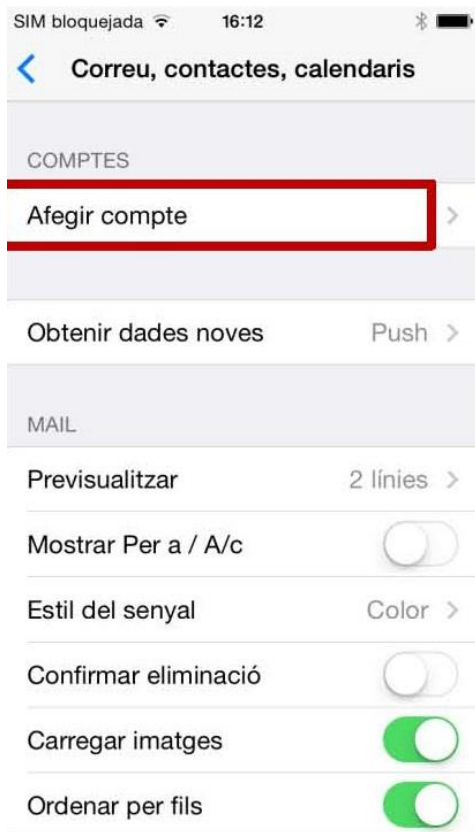 SIM bloquejada 16:12
Correu, contactes, calendaris
COMPTES
Afegir compte
Obtenir dades noves Push
MAIL
Previsualitzar 2 línies
Mostrar Per a / A/c
Estil del senyal Color
Confirmar eliminació
Carregar imatges
Ordenar per fils